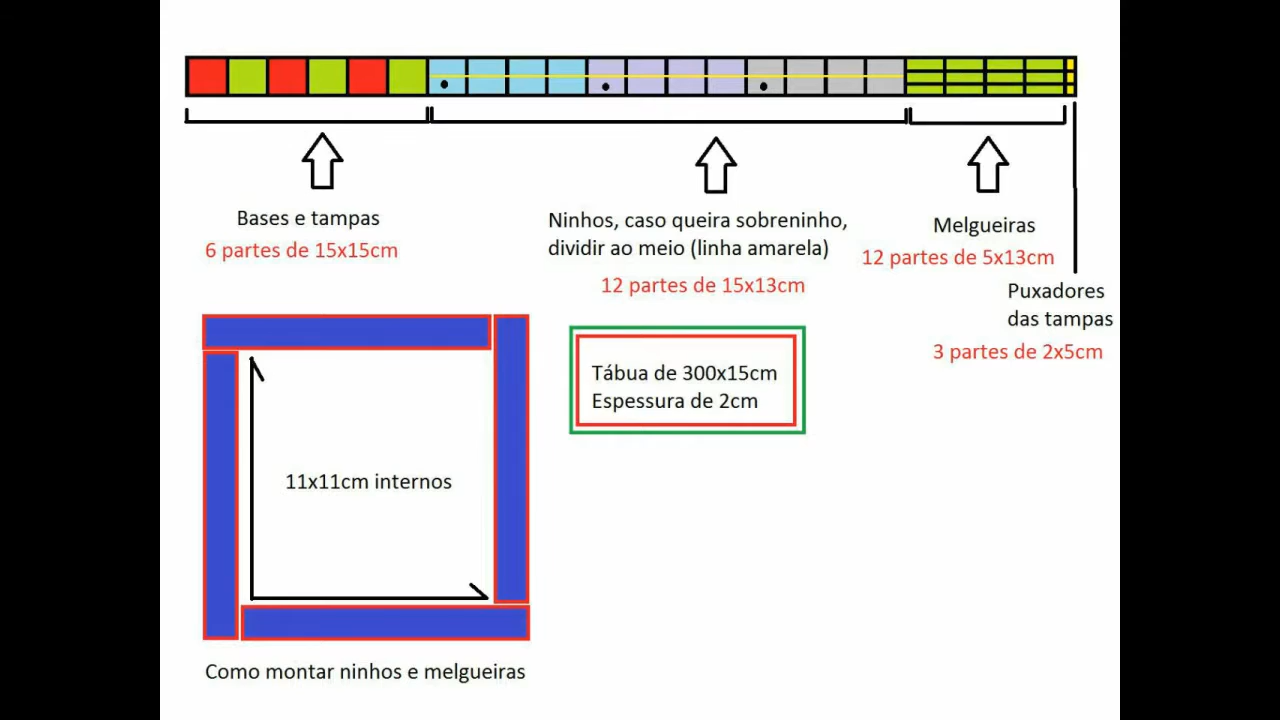 Bases e tampas
6 partes de 15x15cm
Ninhos, caso queira sobreninho,
dividir ao meio (linha amarela)
12 partes de 15x13cm
Melgueiras
12 partes de 5x13cm
Puxadores
das tampas
3 partes de 2x5cm
Tábua de 300x15cm
Espessura de 2cm
11x11cm internos
Como montar ninhos e melgueiras